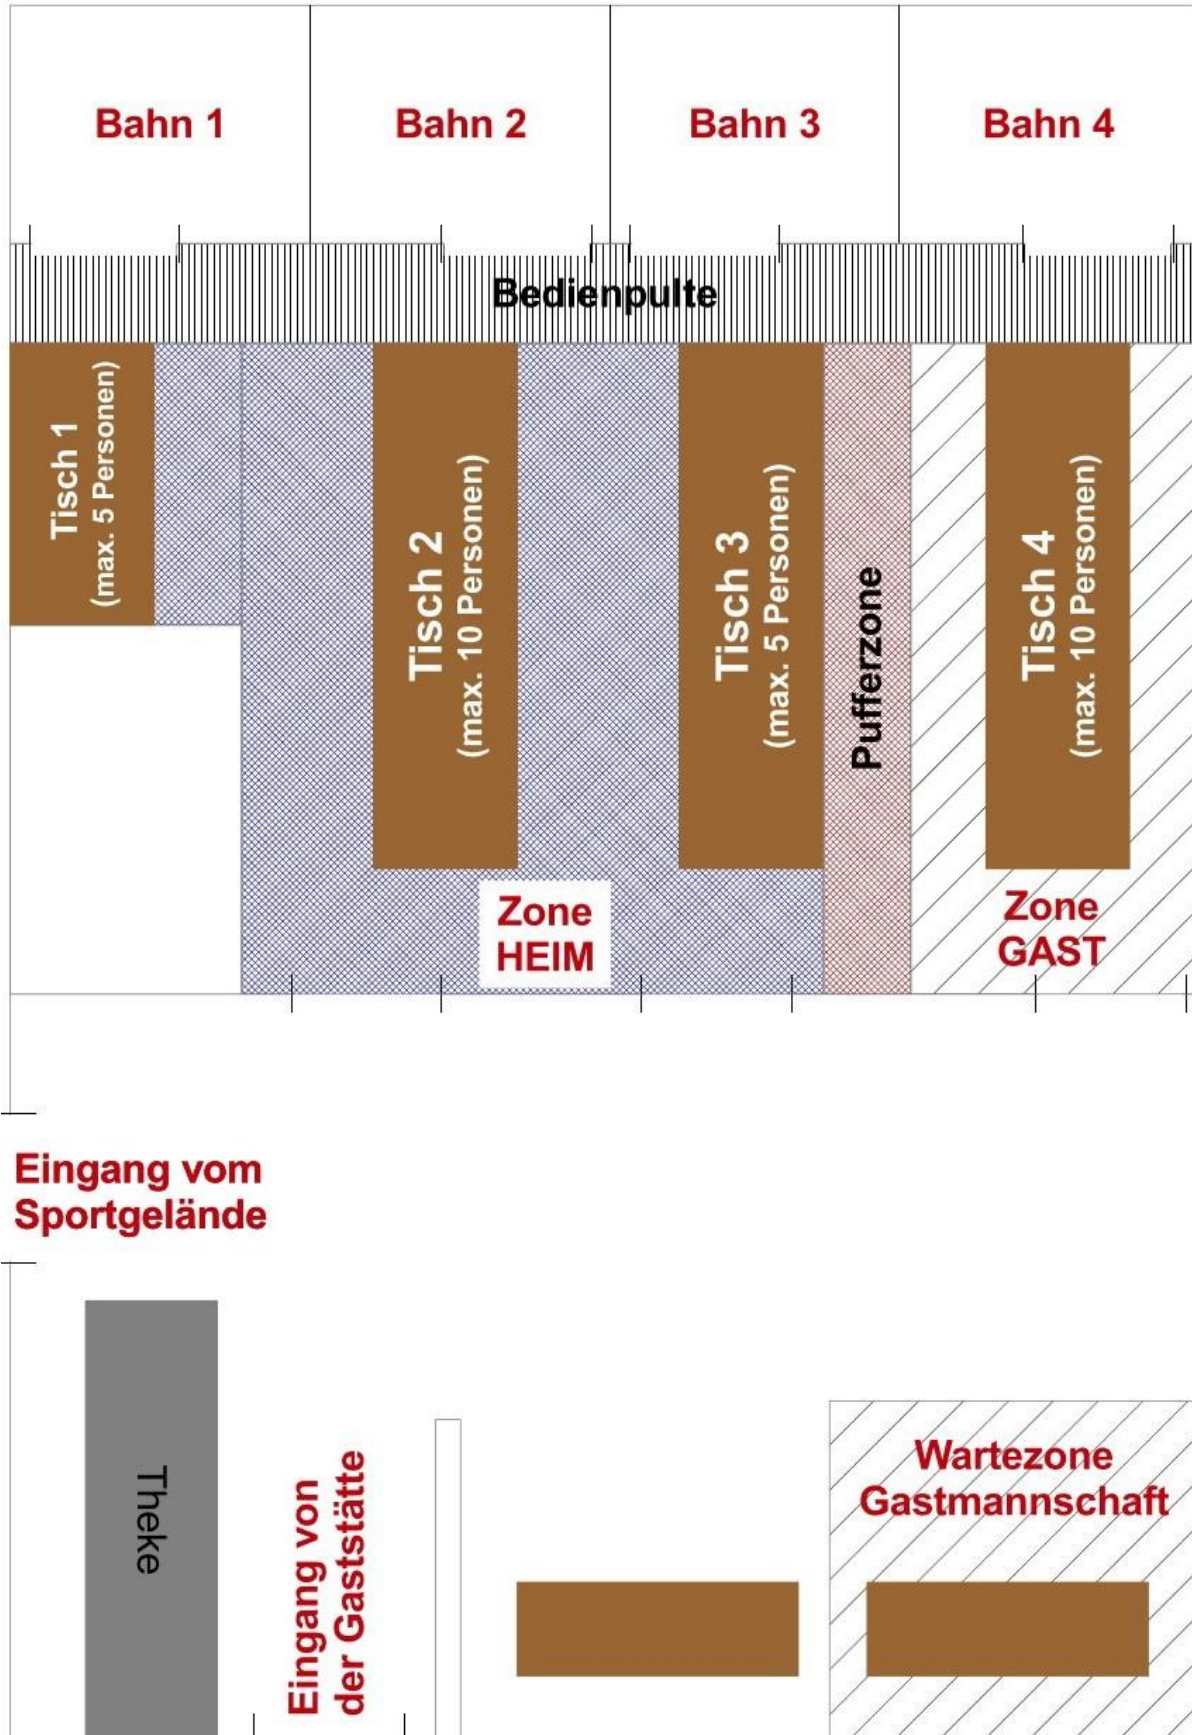 Bahn 1
Bahn 2
Bahn 3
Bahn 4
Bedienpulte
Tisch 1
(max. 5 Personen)
Tisch 2
(max. 10 Personen)
Tisch 3
(max. 5 Personen)
Pufferzone
Tisch 4
(max. 10 Personen)
Zone
HEIM
Zone
GAST
Eingang vom
Sportgelände
Theke
Eingang von
der Gaststätte
Wartezone
Gastmannschaft